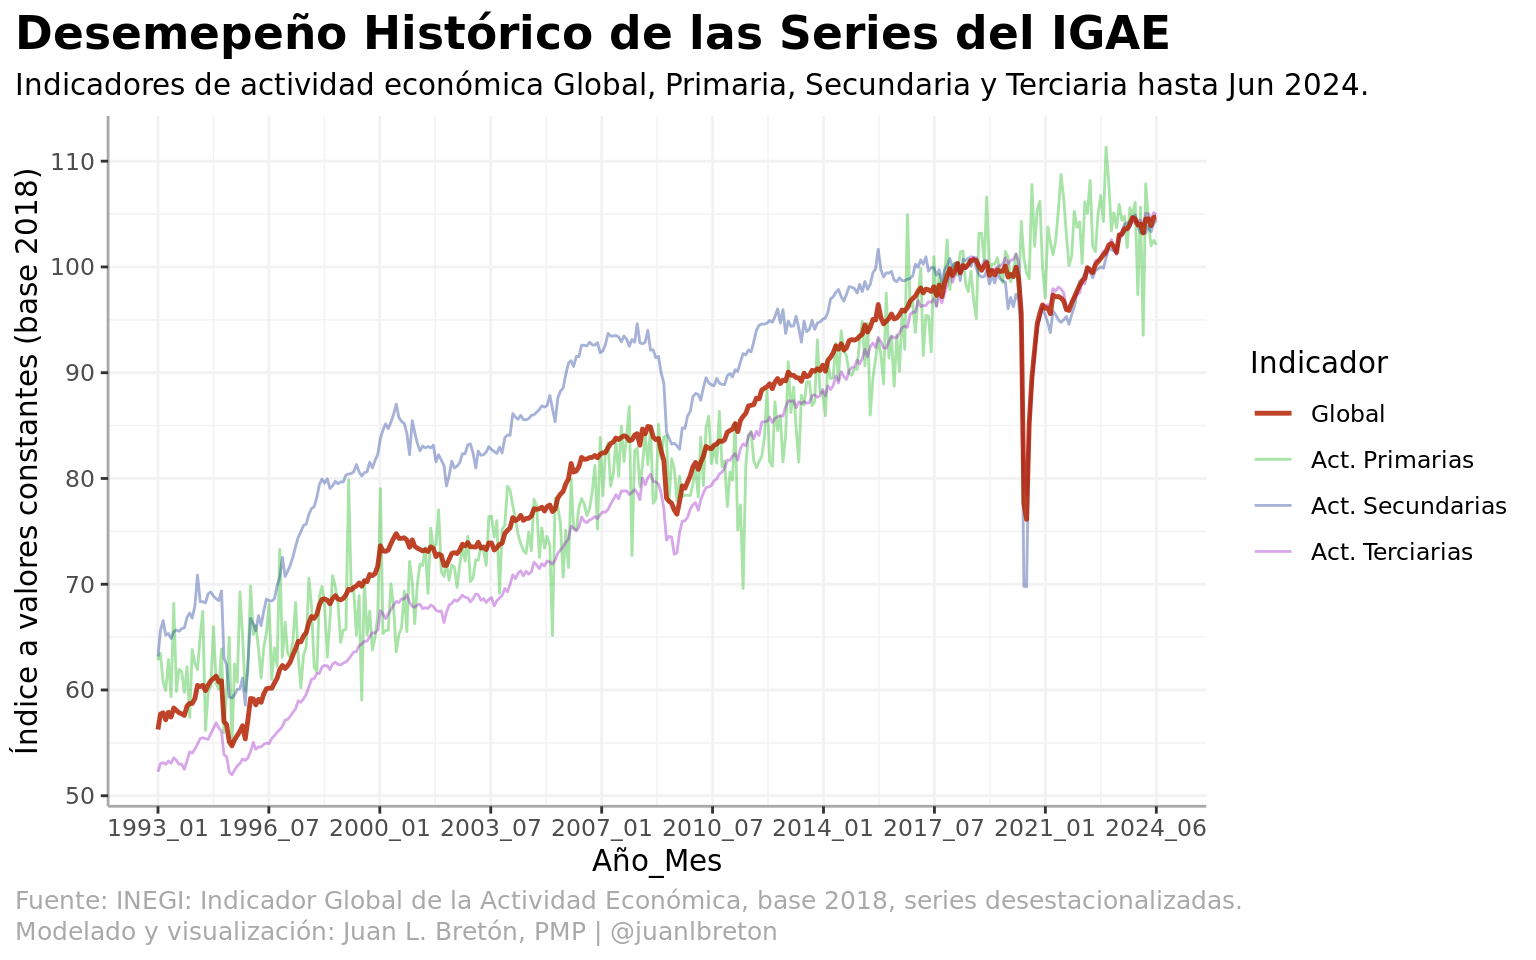 Desemepeño Histórico de las Series del IGAE
Indicadores de actividad económica Global, Primaria, Secundaria y Terciaria hasta Jun 2024.
Índice a valores constantes (base 2018)
110
100
90
80
70
60
50
1993_01 1996_07 2000_01 2003_07 2007_01 2010_07 2014_01 2017_07 2021_01 2024_06
Año_Mes
Indicador
Global
Act. Primarias
Act. Secundarias
Act. Terciarias
Fuente: INEGI: Indicador Global de la Actividad Económica, base 2018, series desestacionalizadas.
Modelado y visualización: Juan L. Bretón, PMP | @juanlbreton